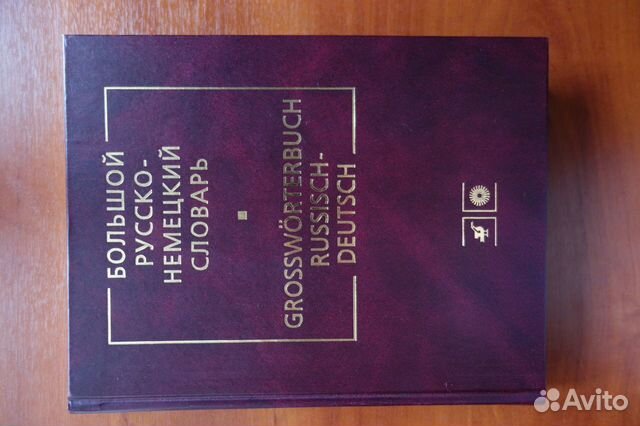 БОЛЬШОЙ
РУССКО-
НЕМЕЦКИЙ
СЛОВАРЬ
GROSSWÖRTERBUCH
RUSSISCH-
DEUTSCH
Avito